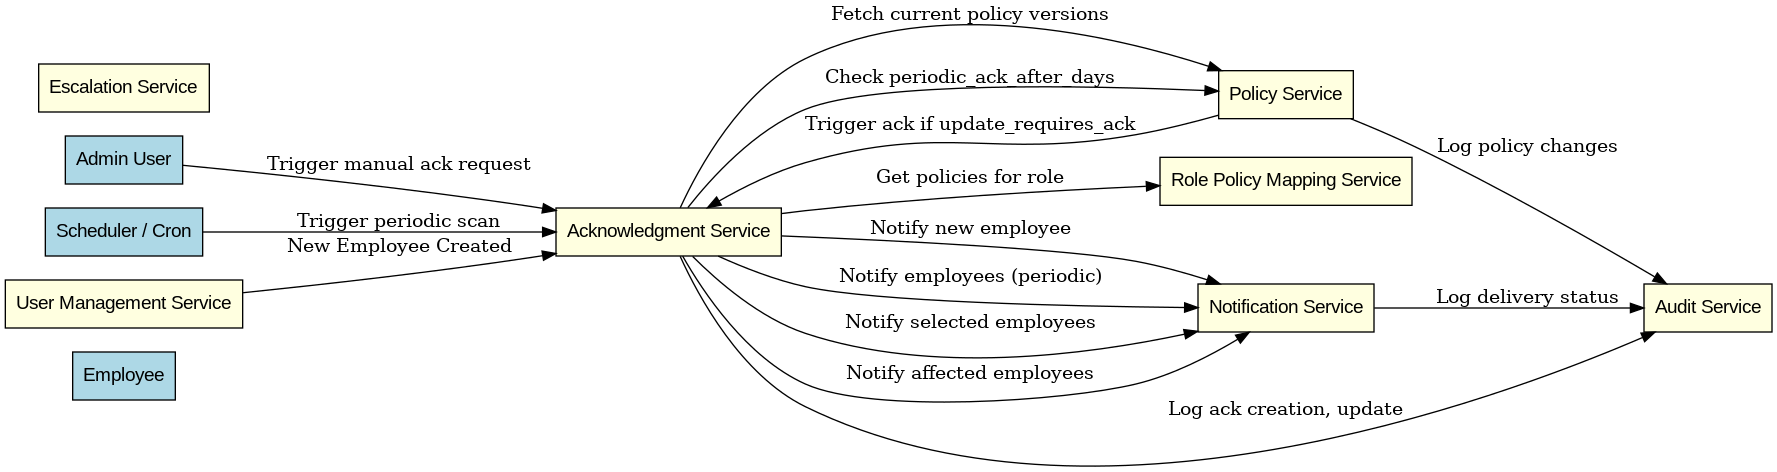 Fetch current policy versions
Escalation Service
Check periodic_ack_after_days
Policy Service
Trigger ack if update_requires_ack
Log policy changes
Admin User
Trigger manual ack request
Get policies for role
Role Policy Mapping Service
Scheduler / Cron
Trigger periodic scan
Acknowledgment Service
Notify new employee
New Employee Created
User Management Service
Notify employees (periodic)
Notification Service
Log delivery status
Audit Service
Notify selected employees
Employee
Notify affected employees
Log ack creation, update